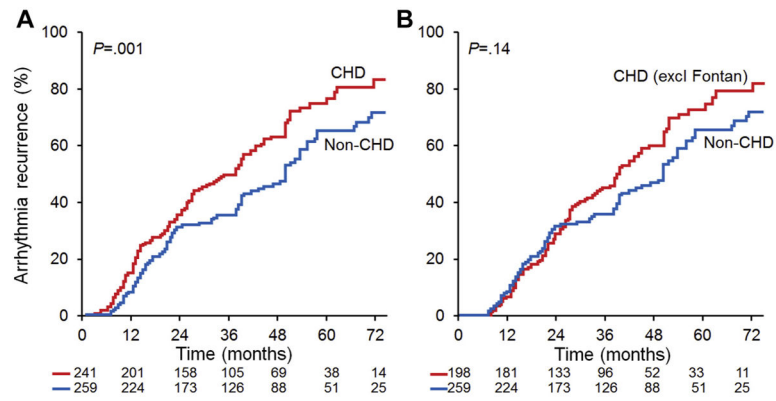 A
P=.001
100
80
60
40
20
0
Arrhythmia recurrence (%)
CHD
Non-CHD
0 12 24 36 48 60 72
Time (months)
241 201 158 105 69 38 14
259 224 173 126 88 51 25
B
P=.14
100
80
60
40
20
0
CHD (excl Fontan)
Non-CHD
0 12 24 36 48 60 72
Time (months)
198 181 133 96 52 33 11
259 224 173 126 88 51 25